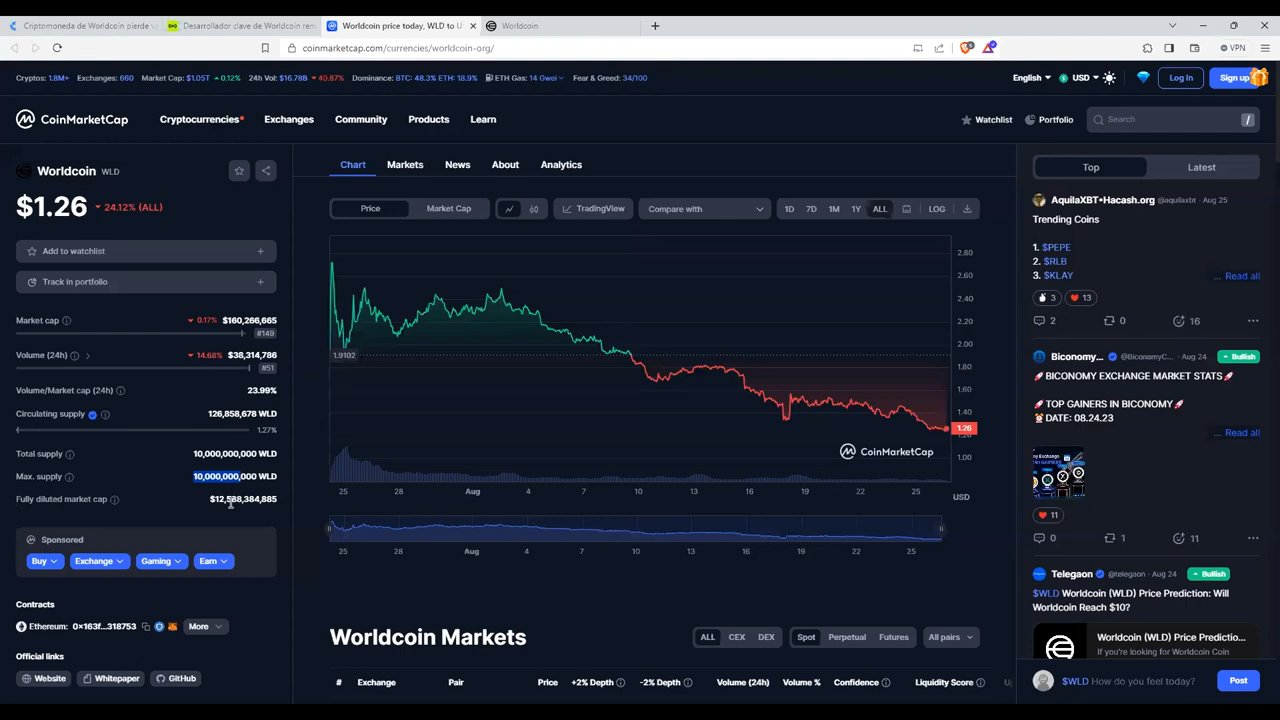 Criptomoneda de Worldcoin pierde
Desarrollador clave de Worldcoin ren
Worldcoin price today, WLD to U
Worldcoin
coinmarketcap.com/currencies/worldcoin-org/
VPN
Cryptos: 1.8M+ Exchanges: 660 Market Cap: $1.05T 0.12% 24h Vol: $16.78B 40.87% Dominance: BTC: 48.3% ETH: 18.9% ETH Gas: 14 Gwei Fear & Greed: 34/100
English USD Log In Sign up
CoinMarketCap Cryptocurrencies Exchanges Community Products Learn Watchlist Portfolio Search /
Worldcoin WLD
$1.26 24.12% (ALL)
Add to watchlist +
Track in portfolio +
Market cap 0.17% $160,266,665
#149
Volume (24h) 14.68% $38,314,786
#51
Volume/Market cap (24h) 23.99%
Circulating supply 126,858,678 WLD
1.27%
Total supply 10,000,000,000 WLD
Max. supply 10,000,000,000 WLD
Fully diluted market cap $12,588,384,885
Sponsored
Buy Exchange Gaming Earn
Contracts
Ethereum: 0x163f...318753 More
Official links
Website Whitepaper GitHub
Chart Markets News About Analytics
Price Market Cap TradingView Compare with 1D 7D 1M 1Y ALL LOG
2.80
2.60
2.40
2.20
2.00
1.9102
1.80
1.60
1.40
1.26
1.00
CoinMarketCap
25 28 Aug 4 7 10 13 16 19 22 25
USD
25 28 Aug 4 7 10 13 16 19 22 25
Worldcoin Markets
ALL CEX DEX Spot Perpetual Futures All pairs
# Exchange Pair Price +2% Depth -2% Depth Volume (24h) Volume % Confidence Liquidity Score
Top Latest
AquilaXBT•Hacash.org @aquilaxbt • Aug 25
Trending Coins
1. $PEPE
2. $RLB
3. $KLAY
... Read all
3 13
2 0 16
Biconomy... @BiconomyC... • Aug 24 Bullish
🚀 BICONOMY EXCHANGE MARKET STATS🚀
🚀 TOP GAINERS IN BICONOMY🚀
⏰DATE: 08.24.23
... Read all
11
0 1 11
Telegaon @telegaon • Aug 24 Bullish
$WLD Worldcoin (WLD) Price Prediction: Will
Worldcoin Reach $10?
Worldcoin (WLD) Price Predictio...
If you're looking for Worldcoin Coin
$WLD How do you feel today? Post